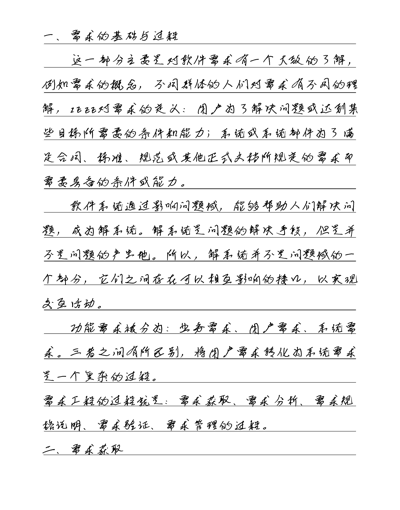 一、需求的基础与过程
这一部分主要是对软件需求有一个大致的了解，
例如需求的概念，不同群体的人们对需求有不同的理
解，IEEE对需求的定义：用户为了解决问题或达到某
些目标所需要的条件和能力；系统或系统部件为了满
足合同、标准、规范或其他正式文档所规定的需求而
需要具备的条件或能力。
软件系统通过影响问题域，能够帮助人们解决问
题，成为解系统。解系统是问题的解决手段，但是并
不是问题的产生地。所以，解系统并不是问题域的一
个部分，它们之间存在可以相互影响的接口，以实现
交互活动。
功能需求被分为：业务需求、用户需求、系统需
求。三者之间有所区别，将用户需求转化为系统需求
是一个复杂的过程。
需求工程的过程就是：需求获取、需求分析、需求规
格说明、需求验证、需求管理的过程。
二、需求获取